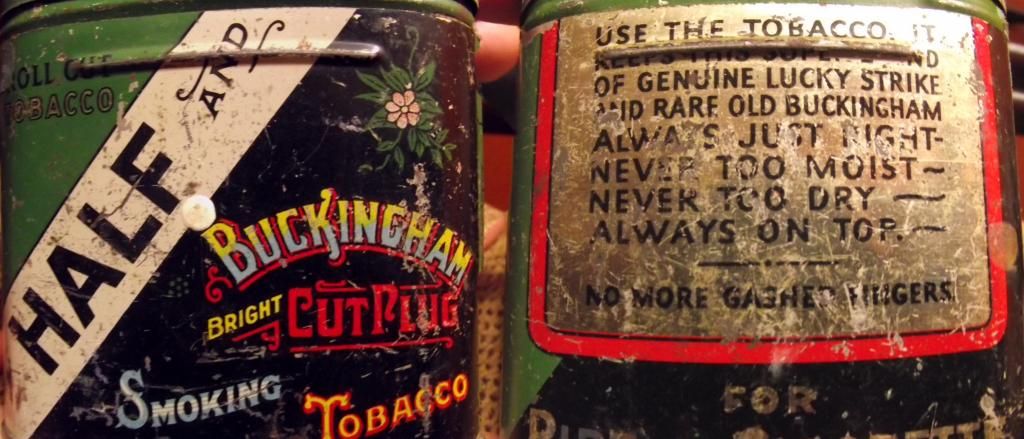 ROLL CUT
TOBACCO
HALF
AND
BUCKINGHAM
BRIGHT CUT PLUG
SMOKING
TOBACCO
USE THE TOBACCO. IT
KEEPS THIS
OF GENUINE LUCKY STRIKE
AND RARE OLD BUCKINGHAM
ALWAYS JUST RIGHT-
NEVER TOO MOIST-
NEVER TOO DRY —
ALWAYS ON TOP.-
NO MORE GASHED FINGERS
FOR